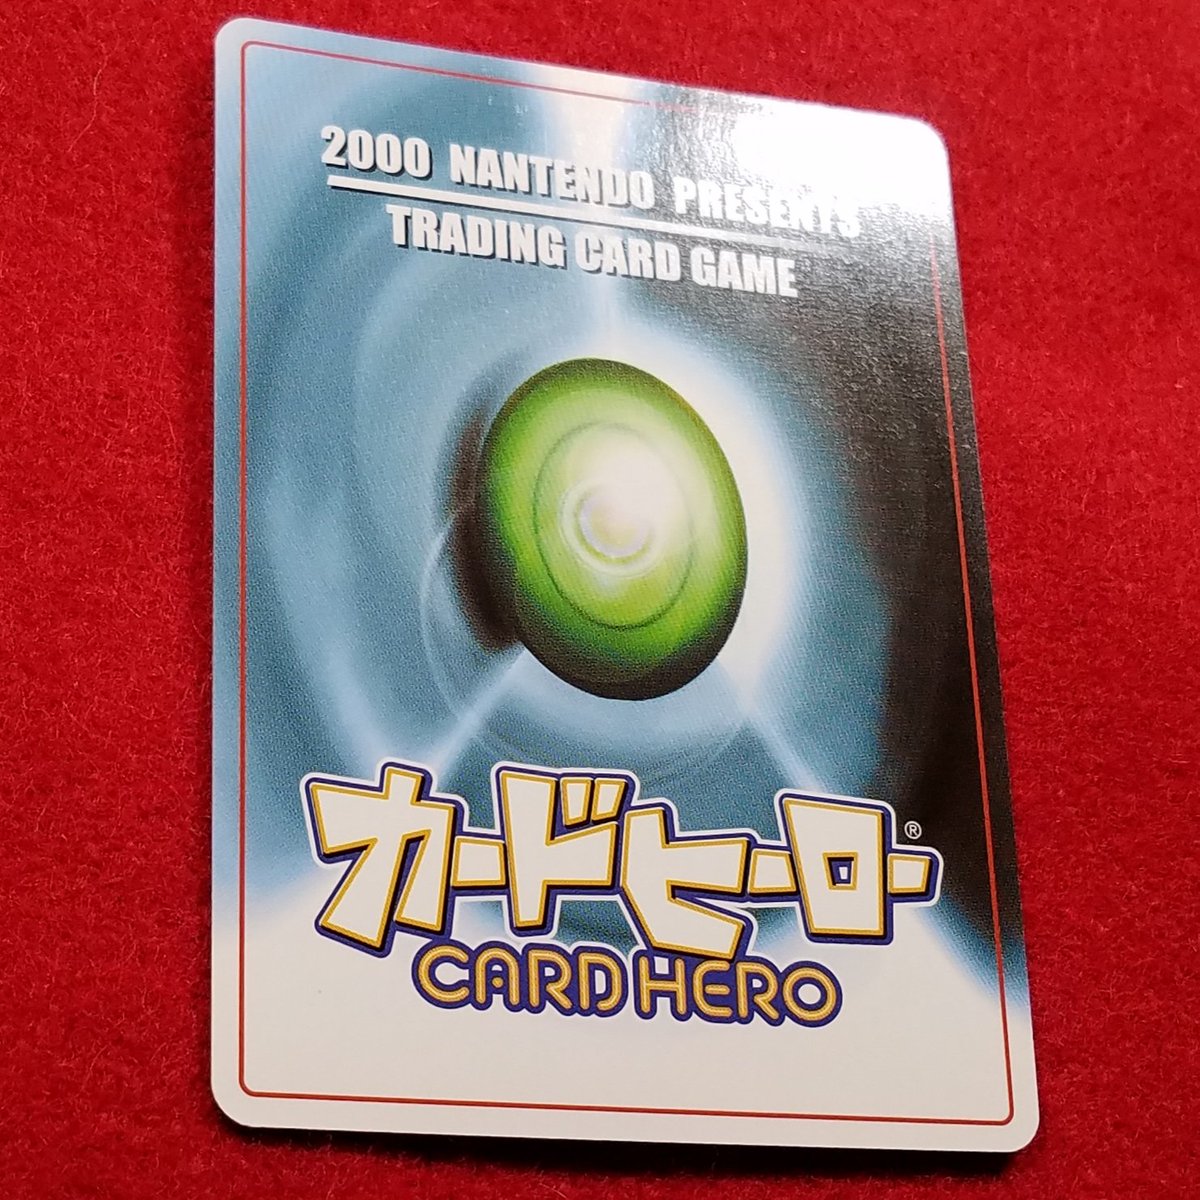 2000 NANTENDO PRESENTS
TRADING CARD GAME
カードヒーロー®
CARD HERO